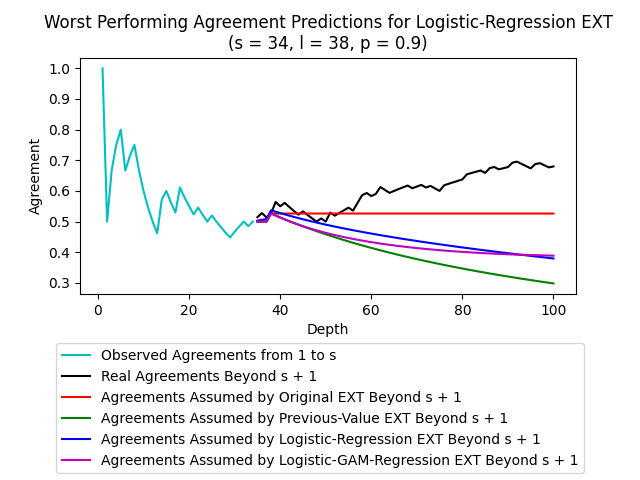 Worst Performing Agreement Predictions for Logistic-Regression EXT
(s = 34, l = 38, p = 0.9)
1.0
0.9
0.8
0.7
0.6
0.5
0.4
0.3
Agreement
0
20
40
60
80
100
Depth
Observed Agreements from 1 to s
Real Agreements Beyond s + 1
Agreements Assumed by Original EXT Beyond s + 1
Agreements Assumed by Previous-Value EXT Beyond s + 1
Agreements Assumed by Logistic-Regression EXT Beyond s + 1
Agreements Assumed by Logistic-GAM-Regression EXT Beyond s + 1